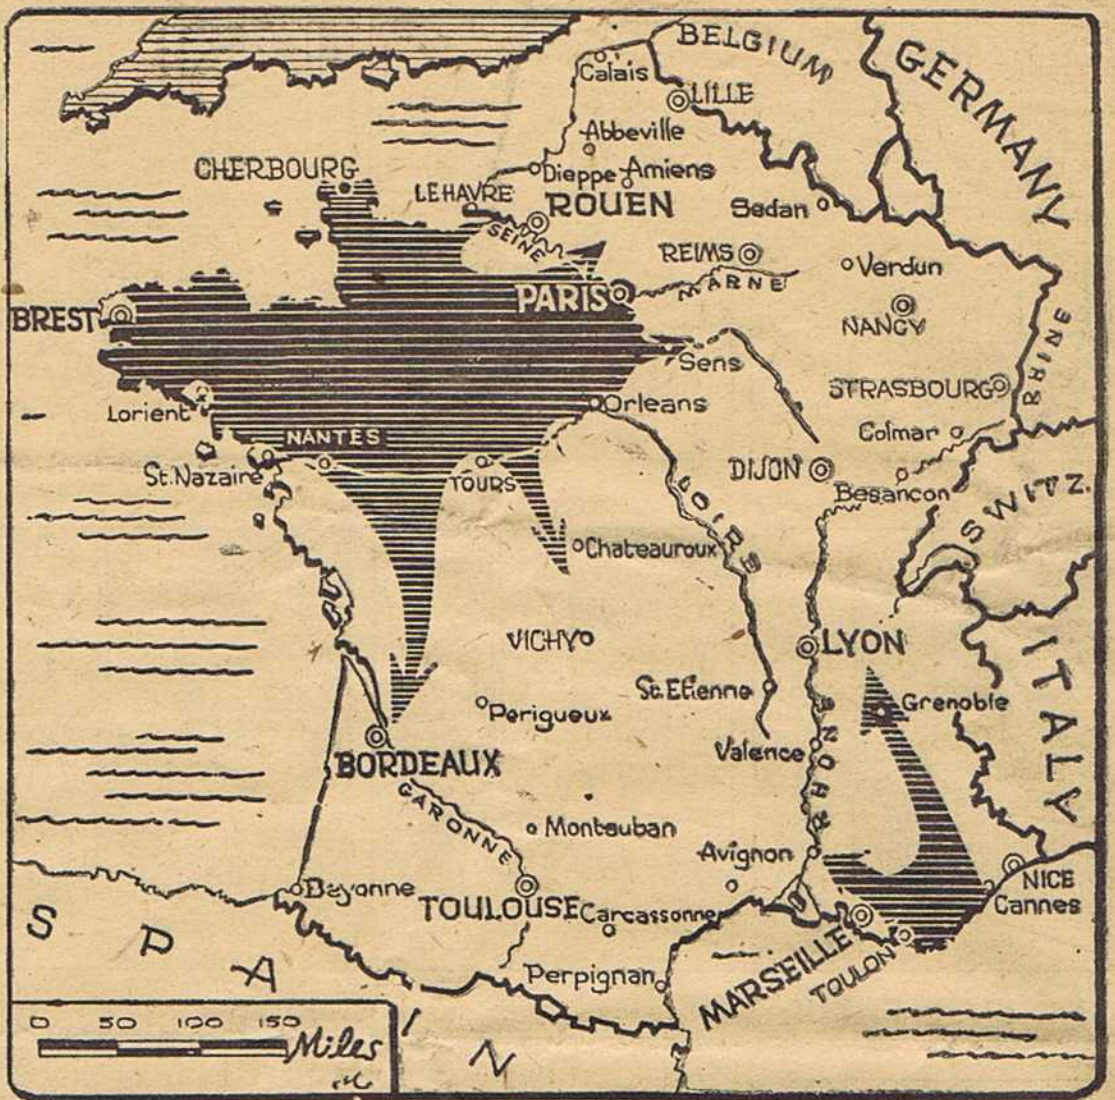 BELGIUM
GERMANY
Calais
LILLE
Abbeville
CHERBOURG
Dieppe
Amiens
LE HAVRE
ROUEN
Sedan
SEINE
REIMS
Verdun
MARNE
PARIS
BREST
NANCY
RHINE
Sens
STRASBOURG
Lorient
Orleans
Colmar
NANTES
St. Nazaire
TOURS
DIJON
Besancon
SWITZ.
LOIRE
Chateauroux
VICHY
LYON
ITALY
St. Etienne
Grenoble
Perigueux
Valence
BORDEAUX
GARONNE
Montauban
Avignon
NICE
Cannes
Bayonne
TOULOUSE
Carcassonne
SPAIN
Perpignan
MARSEILLE
TOULON
0 50 100 150
Miles